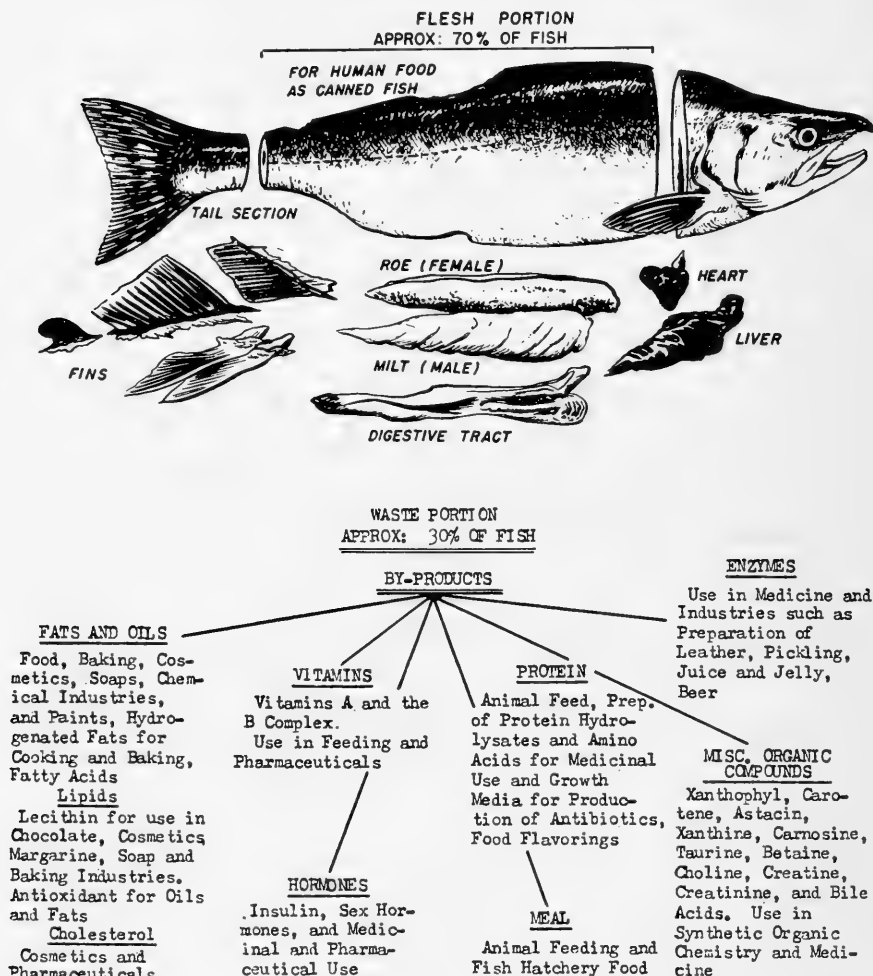 FLESH PORTION
APPROX: 70% OF FISH
FOR HUMAN FOOD
AS CANNED FISH
TAIL SECTION
ROE (FEMALE)
HEART
LIVER
FINS
MILT (MALE)
DIGESTIVE TRACT
WASTE PORTION
APPROX: 30% OF FISH
BY-PRODUCTS
FATS AND OILS
Food, Baking, Cos-
metics, Soaps, Chem-
ical Industries,
and Paints, Hydro-
genated Fats for
Cooking and Baking,
Fatty Acids
Lipids
Lecithin for use in
Chocolate, Cosmetics,
Margarine, Soap and
Baking Industries.
Antioxidant for Oils
and Fats
Cholesterol
Cosmetics and
Pharmaceuticals
VITAMINS
Vitamins A and the
B Complex.
Use in Feeding and
Pharmaceuticals
HORMONES
.Insulin, Sex Hor-
mones, and Medic-
inal and Pharma-
ceutical Use
PROTEIN
Animal Feed, Prep.
of Protein Hydro-
lysates and Amino
Acids for Medicinal
Use and Growth
Media for Produc-
tion of Antibiotics,
Food Flavorings
MEAL
Animal Feeding and
Fish Hatchery Food
ENZYMES
Use in Medicine and
Industries such as
Preparation of
Leather, Pickling,
Juice and Jelly,
Beer
MISC. ORGANIC
COMPOUNDS
Xanthophyl, Caro-
tene, Astacin,
Xanthine, Carnosine,
Taurine, Betaine,
Choline, Creatine,
Creatinine, and Bile
Acids. Use in
Synthetic Organic
Chemistry and Medi-
cine